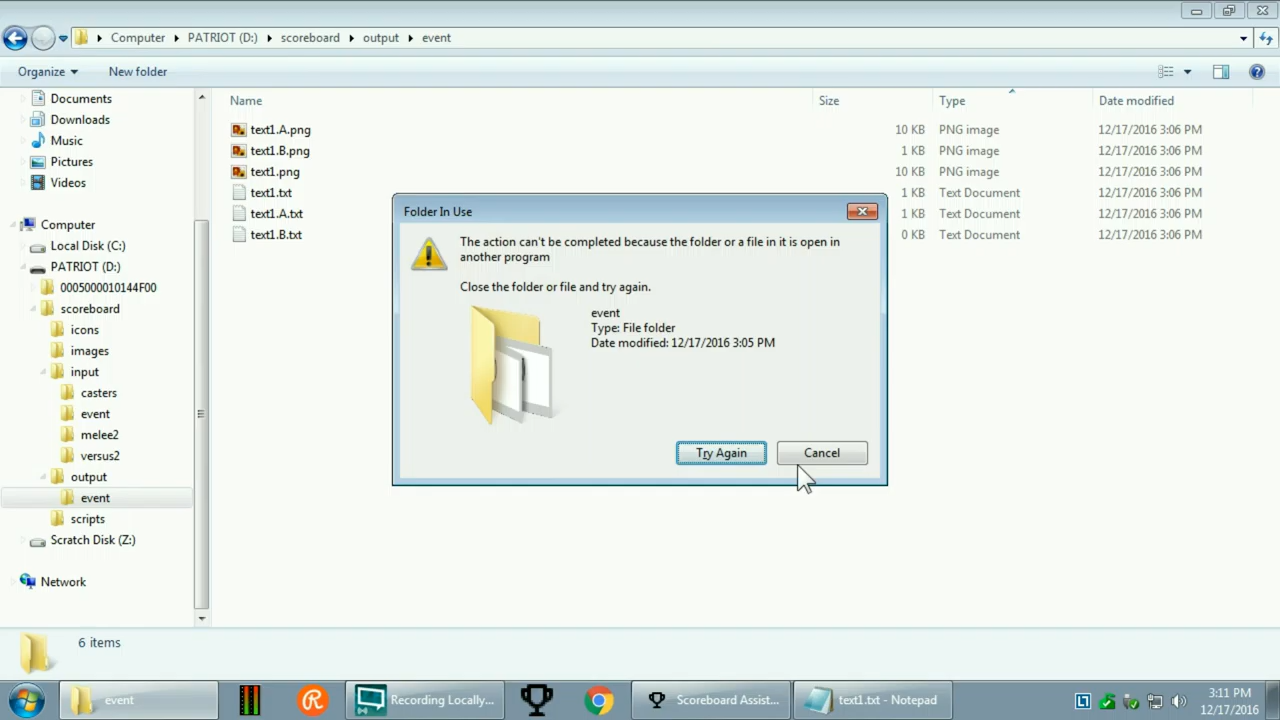 Computer PATRIOT (D:) scoreboard output event
Organize New folder
Documents
Downloads
Music
Pictures
Videos
Computer
Local Disk (C:)
PATRIOT (D:)
0005000010144F00
scoreboard
icons
images
input
casters
event
melee2
versus2
output
event
scripts
Scratch Disk (Z:)
Network
Name Size Type Date modified
text1.A.png 10 KB PNG image 12/17/2016 3:06 PM
text1.B.png 1 KB PNG image 12/17/2016 3:06 PM
text1.png 10 KB PNG image 12/17/2016 3:06 PM
text1.txt 1 KB Text Document 12/17/2016 3:06 PM
text1.A.txt 1 KB Text Document 12/17/2016 3:06 PM
text1.B.txt 0 KB Text Document 12/17/2016 3:06 PM
Folder In Use
The action can't be completed because the folder or a file in it is open in
another program
Close the folder or file and try again.
event
Type: File folder
Date modified: 12/17/2016 3:05 PM
Try Again Cancel
6 items
event Recording Locally... Scoreboard Assist... text1.txt - Notepad 3:11 PM
12/17/2016